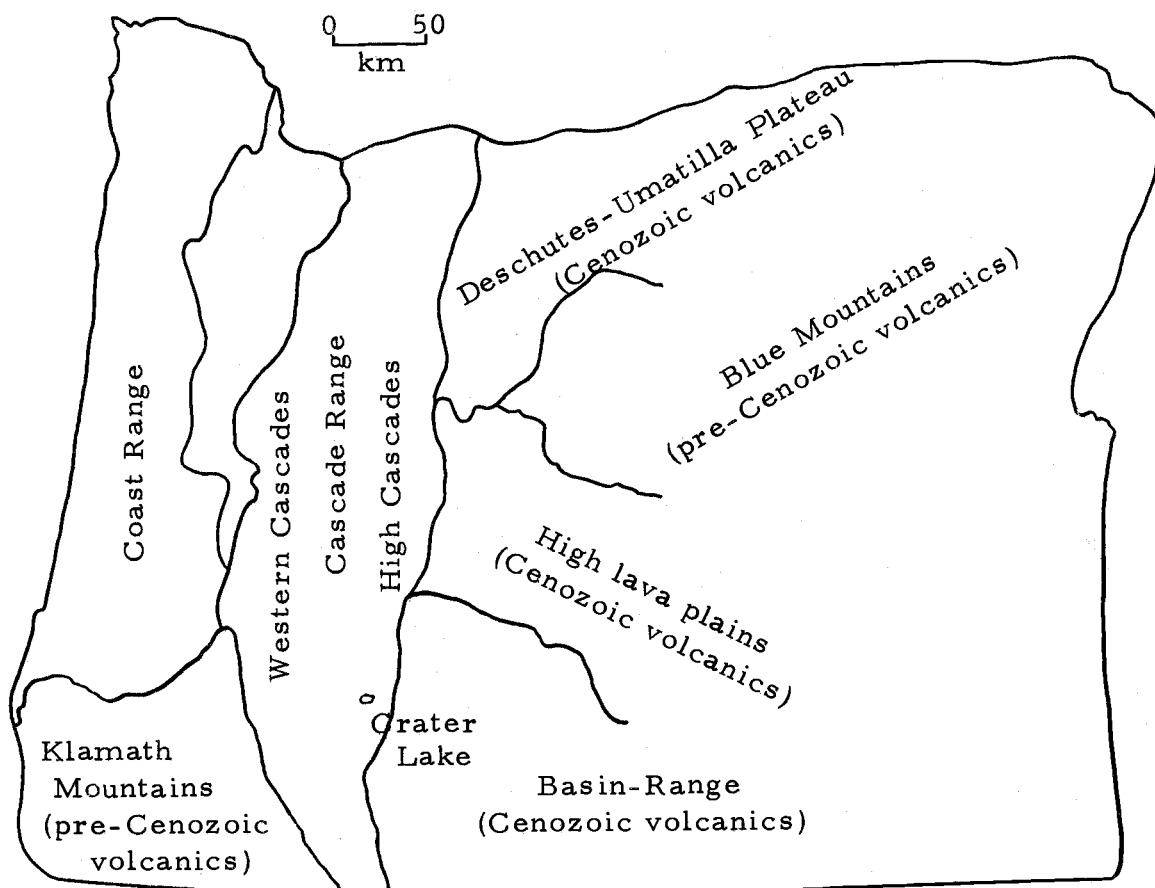 0 50
km
Deschutes-Umatilla Plateau
(Cenozoic volcanics)
Blue Mountains
(pre-Cenozoic volcanics)
Coast Range
Western Cascades
Cascade Range
High Cascades
High lava plains
(Cenozoic volcanics)
Crater
Lake
Klamath
Mountains
(pre-Cenozoic
volcanics)
Basin-Range
(Cenozoic volcanics)